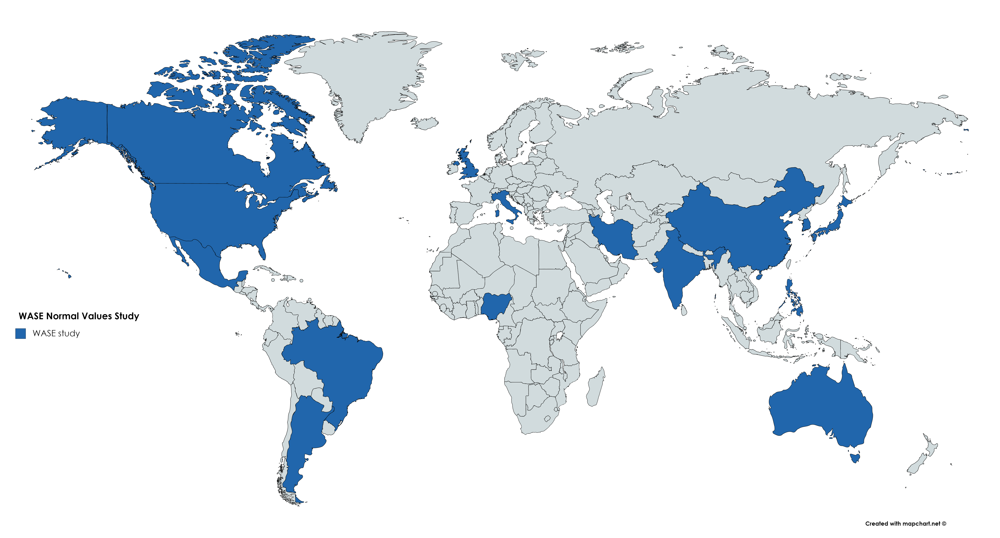 WASE Normal Values Study
WASE study
Created with mapchart.net ©